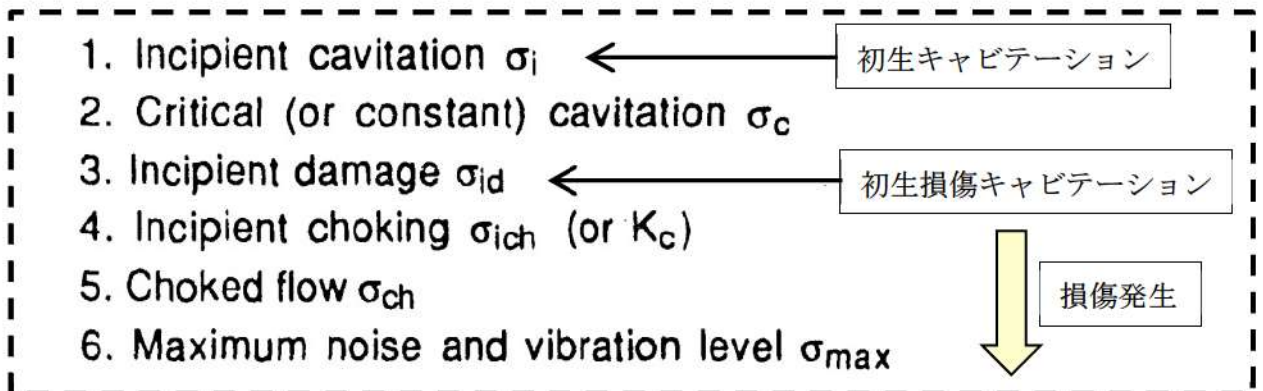 1. Incipient cavitation σi
初生キャビテーション
2. Critical (or constant) cavitation σc
3. Incipient damage σid
初生損傷キャビテーション
4. Incipient choking σich (or Kc)
5. Choked flow σch
損傷発生
6. Maximum noise and vibration level σmax